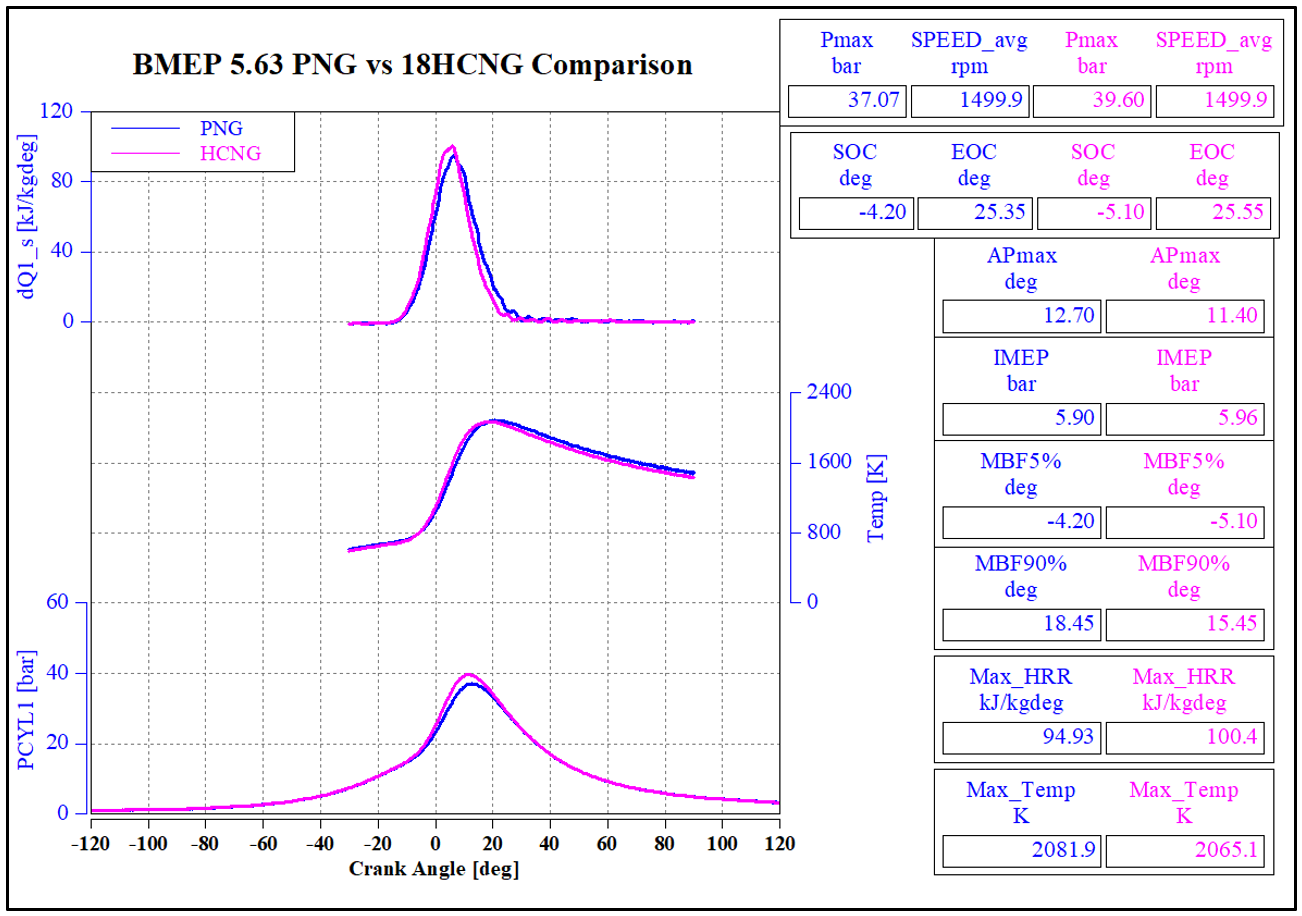 BMEP 5.63 PNG vs 18HCNG Comparison
PNG
HCNG
120
80
40
0
dQ1_s [kJ/kgdeg]
2400
1600
800
0
Temp [K]
60
40
20
0
PCYL1 [bar]
-120 -100 -80 -60 -40 -20 0 20 40 60 80 100 120
Crank Angle [deg]
Pmax SPEED_avg Pmax SPEED_avg
bar rpm bar rpm
37.07 1499.9 39.60 1499.9
SOC EOC SOC EOC
deg deg deg deg
-4.20 25.35 -5.10 25.55
APmax APmax
deg deg
12.70 11.40
IMEP IMEP
bar bar
5.90 5.96
MBF5% MBF5%
deg deg
-4.20 -5.10
MBF90% MBF90%
deg deg
18.45 15.45
Max_HRR Max_HRR
kJ/kgdeg kJ/kgdeg
94.93 100.4
Max_Temp Max_Temp
K K
2081.9 2065.1